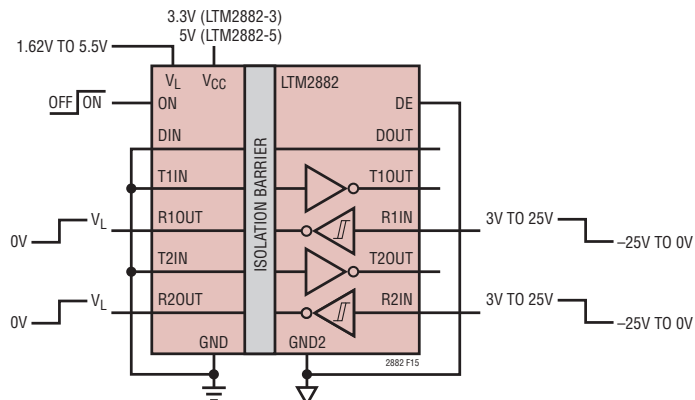 3.3V (LTM2882-3)
5V (LTM2882-5)
1.62V TO 5.5V
VL VCC LTM2882
OFF ON ON DE
DIN DOUT
T1IN T1OUT
ISOLATION BARRIER
0V VL R1OUT R1IN 3V TO 25V –25V TO 0V
T2IN T2OUT
0V VL R2OUT R2IN 3V TO 25V –25V TO 0V
GND GND2
2882 F15